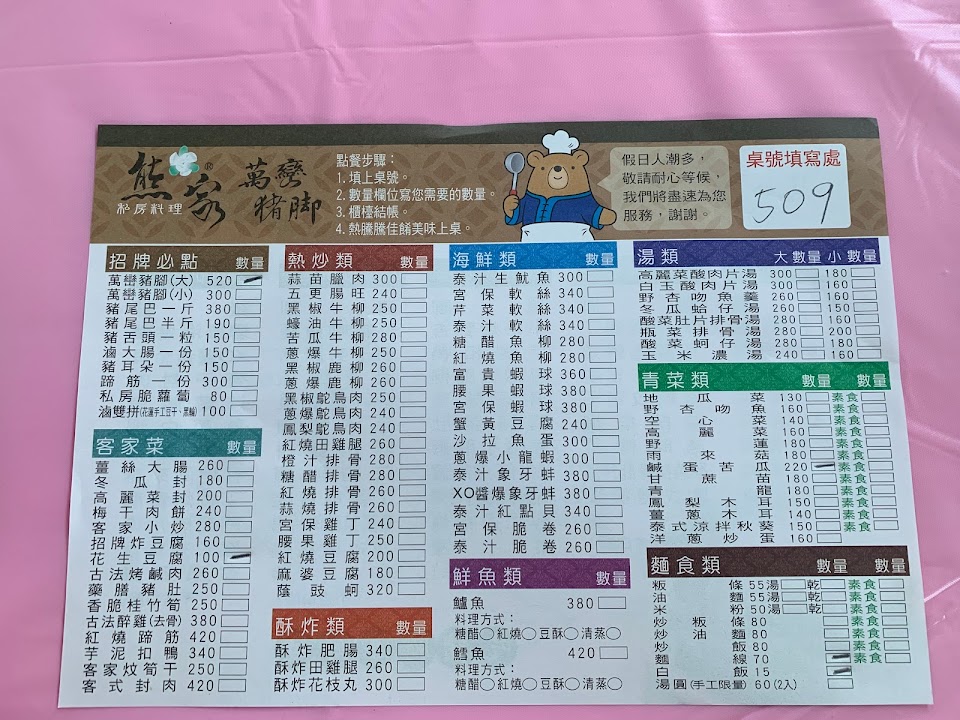 熊家
®
私房料理
萬巒
豬腳
點餐步驟：
1. 填上桌號。
2. 數量欄位寫您需要的數量。
3. 櫃檯結帳。
4. 熱騰騰佳餚美味上桌。
假日人潮多，
敬請耐心等候，
我們將盡速為您
服務，謝謝。
桌號填寫處
509
招牌必點 數量
萬巒豬腳(大) 520
萬巒豬腳(小) 300
豬尾巴一斤 380
豬尾巴半斤 190
豬舌頭一粒 150
滷大腸一份 150
豬耳朵一份 150
蹄筋一份 300
私房脆蘿蔔 80
滷雙拼(花蓮手工豆干、黑輪) 100
客家菜 數量
薑絲大腸 260
冬瓜封 180
高麗菜封 200
梅干肉餅 240
客家小炒 280
招牌炸豆腐 160
花生豆腐 100
古法烤鹹肉 260
藥膳豬肚 250
香脆桂竹筍 250
古法醉雞(去骨) 380
紅燒蹄筋 420
芋泥扣鴨 340
客家炆筍干 250
客式封肉 420
熱炒類 數量
蒜苗臘肉 300
五更腸旺 240
黑椒牛柳 250
蠔油牛柳 250
苦瓜牛柳 280
蔥爆牛柳 250
黑椒鹿柳 260
蔥爆鹿柳 260
黑椒鴕鳥肉 250
蔥爆鴕鳥肉 240
鳳梨鴕鳥肉 240
紅燒田雞腿 260
橙汁排骨 280
糖醋排骨 280
紅燒排骨 260
蒜燒排骨 260
宮保雞丁 240
腰果雞丁 250
紅燒豆腐 200
麻婆豆腐 180
蔭豉蚵 320
酥炸類 數量
酥炸肥腸 340
酥炸田雞腿 260
酥炸花枝丸 300
海鮮類 數量
泰汁生魷魚 300
宮保軟絲 340
芹菜軟絲 340
泰汁軟絲 340
糖醋魚柳 280
紅燒魚柳 280
富貴蝦球 360
腰果蝦球 380
宮保蝦球 380
蟹黃豆腐 240
沙拉魚蛋 300
蔥爆小龍蝦 300
泰汁象牙蚌 380
XO醬爆象牙蚌 380
泰汁紅點貝 340
宮保脆卷 260
泰汁脆卷 260
鮮魚類 數量
鱸魚 380
料理方式：
糖醋○紅燒○豆酥○清蒸○
鱈魚 420
料理方式：
糖醋○紅燒○豆酥○清蒸○
湯類 大 數量 小 數量
高麗菜酸肉片湯 300 180
白玉酸肉片湯 300 160
野杏吻魚羹 260 160
冬瓜蛤仔湯 260 150
酸菜肚片排骨湯 280 160
瓶菜排骨湯 280 200
酸菜蚵仔湯 280 180
玉米濃湯 240 160
青菜類 數量 數量
地瓜菜 130 素食
野杏吻魚 160 素食
空心菜 140 素食
高麗菜 160 素食
野蓮 180 素食
雨來菇 180 素食
鹹蛋苦瓜 220 素食
甘蔗苗 180 素食
青龍 180 素食
鳳梨木耳 150 素食
薑蔥木耳 140 素食
泰式涼拌秋葵 150 素食
洋蔥炒蛋 160
麵食類 數量 數量
粄條 55 湯 乾 素食
油麵 55 湯 乾 素食
米粉 50 湯 乾 素食
炒粄條 80 素食
炒油麵 80 素食
炒飯 80 素食
麵線 70 素食
白飯 15
湯圓(手工限量) 60(2入)